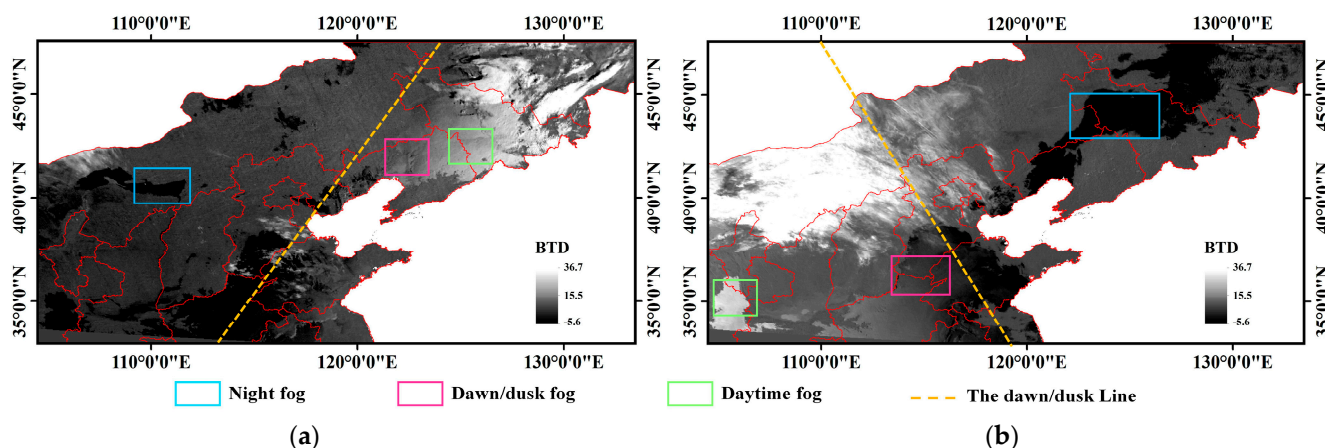 110°0'0"E 120°0'0"E 130°0'0"E 110°0'0"E 120°0'0"E 130°0'0"E
45°0'0"N 45°0'0"N 45°0'0"N 45°0'0"N
40°0'0"N 40°0'0"N 40°0'0"N 40°0'0"N
BTD BTD
36.7 36.7
15.5 15.5
-5.6 -5.6
35°0'0"N 35°0'0"N 35°0'0"N 35°0'0"N
110°0'0"E 120°0'0"E 130°0'0"E 110°0'0"E 120°0'0"E 130°0'0"E
Night fog Dawn/dusk fog Daytime fog The dawn/dusk Line
(a) (b)